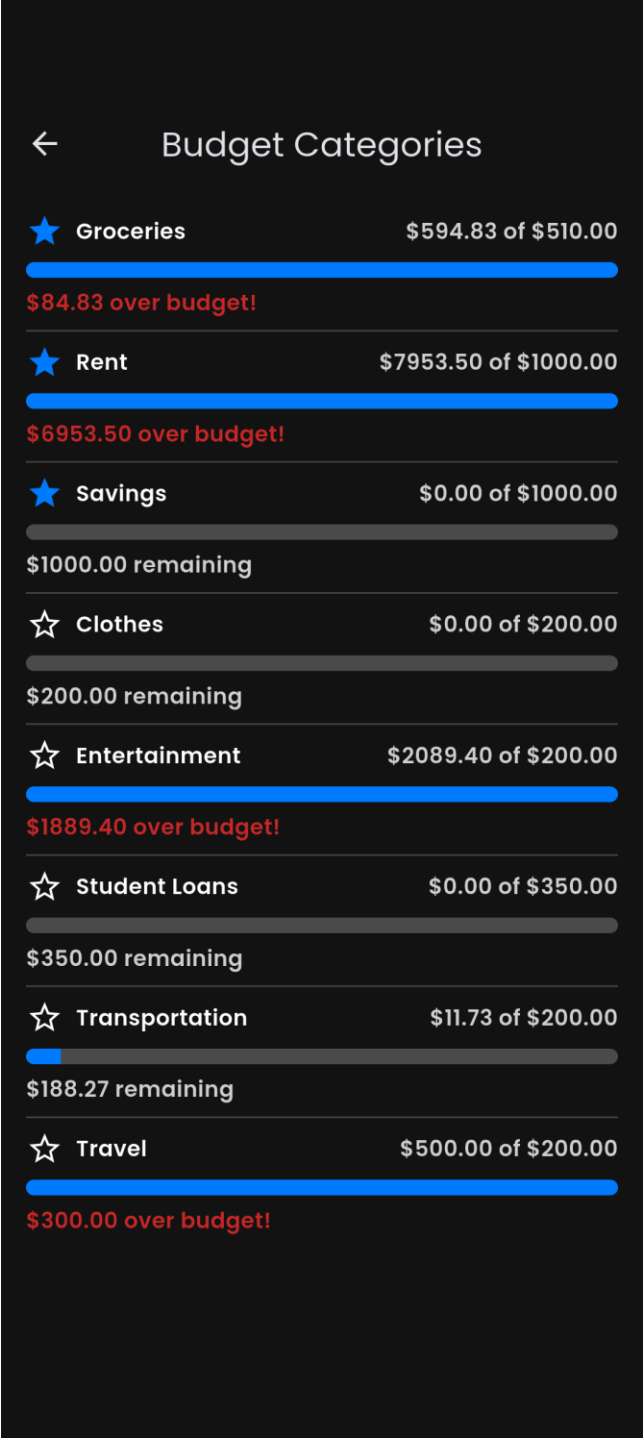 Budget Categories
Groceries $594.83 of $510.00
$84.83 over budget!
Rent $7953.50 of $1000.00
$6953.50 over budget!
Savings $0.00 of $1000.00
$1000.00 remaining
Clothes $0.00 of $200.00
$200.00 remaining
Entertainment $2089.40 of $200.00
$1889.40 over budget!
Student Loans $0.00 of $350.00
$350.00 remaining
Transportation $11.73 of $200.00
$188.27 remaining
Travel $500.00 of $200.00
$300.00 over budget!